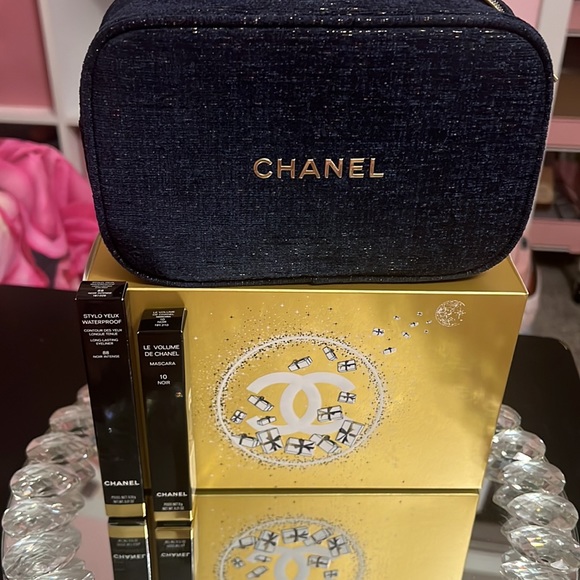 CHANEL
STYLO YEUX
WATERPROOF
CONTOUR DES YEUX
LONGUE TENUE
LONG-LASTING
EYELINER
88
NOIR INTENSE
CHANEL
LE VOLUME
DE CHANEL
MASCARA
10
NOIR
CHANEL
CHANEL